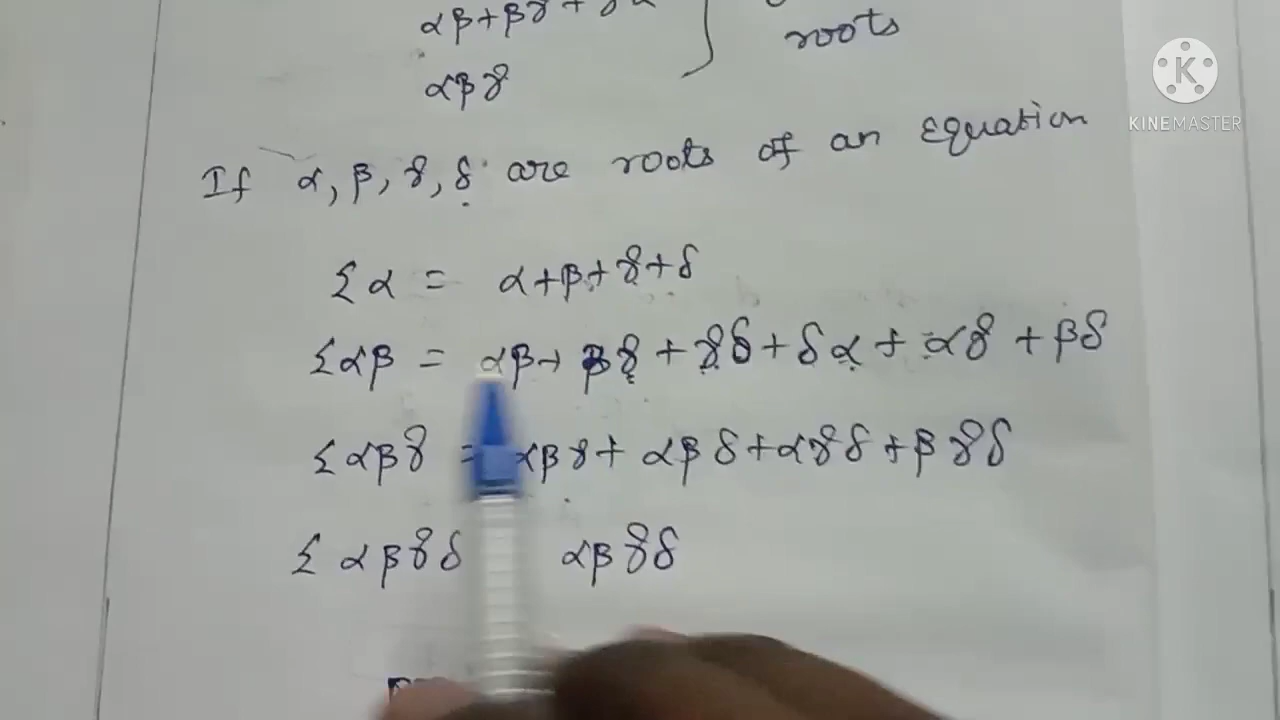 αβ+βγ+γα
roots
αβγ
K
KINEMASTER
If α, β, γ, δ are roots of an Equation
Σα = α+β+γ+δ
Σαβ = αβ+ βγ + γδ + δα + αγ + βδ
Σαβγ = αβγ + αβδ+αγδ+βγδ
Σαβγδ αβγδ